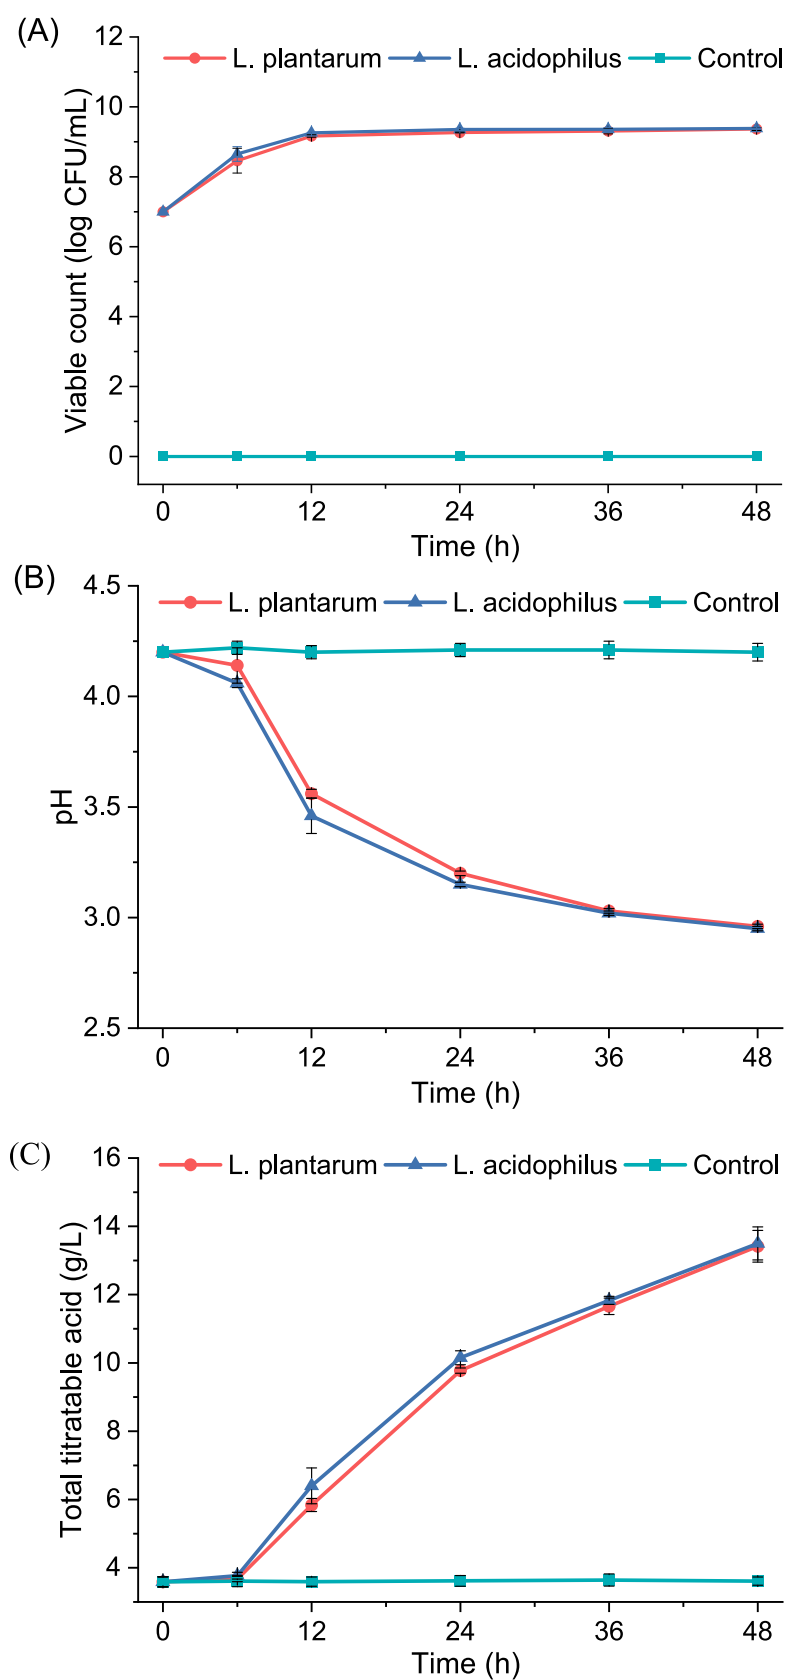 (A)
L. plantarum L. acidophilus Control
12
10
8
6
4
2
0
Viable count (log CFU/mL)
0 12 24 36 48
Time (h)
(B)
L. plantarum L. acidophilus Control
4.5
4.0
3.5
3.0
2.5
pH
0 12 24 36 48
Time (h)
(C)
L. plantarum L. acidophilus Control
16
14
12
10
8
6
4
Total titratable acid (g/L)
0 12 24 36 48
Time (h)